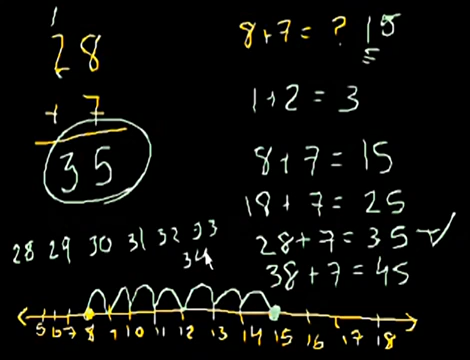 1
28
+ 7
35
8+7 = ? 15
1+2 = 3
8+7 = 15
18+7 = 25
28+7 = 35 ✓
38+7 = 45
28 29 30 31 32 33
34
5 6 7 8 9 10 11 12 13 14 15 16 17 18